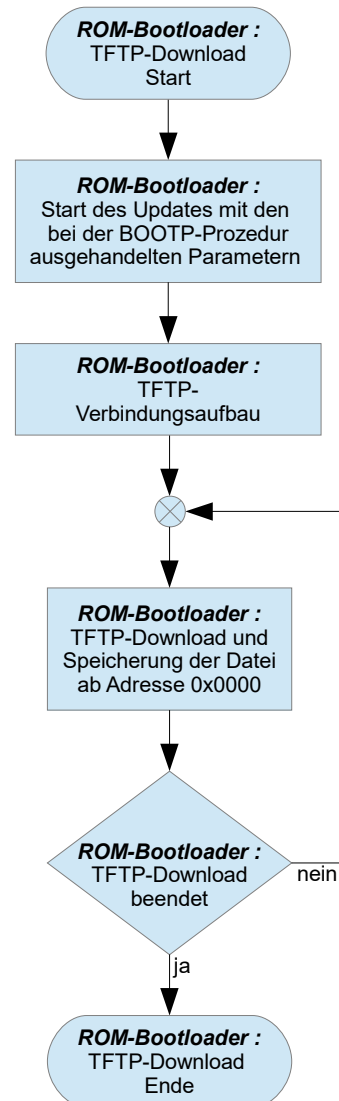 ROM-Bootloader :
TFTP-Download
Start
ROM-Bootloader :
Start des Updates mit den
bei der BOOTP-Prozedur
ausgehandelten Parametern
ROM-Bootloader :
TFTP-
Verbindungsaufbau
ROM-Bootloader :
TFTP-Download und
Speicherung der Datei
ab Adresse 0x0000
ROM-Bootloader :
TFTP-Download
beendet
nein
ja
ROM-Bootloader :
TFTP-Download
Ende